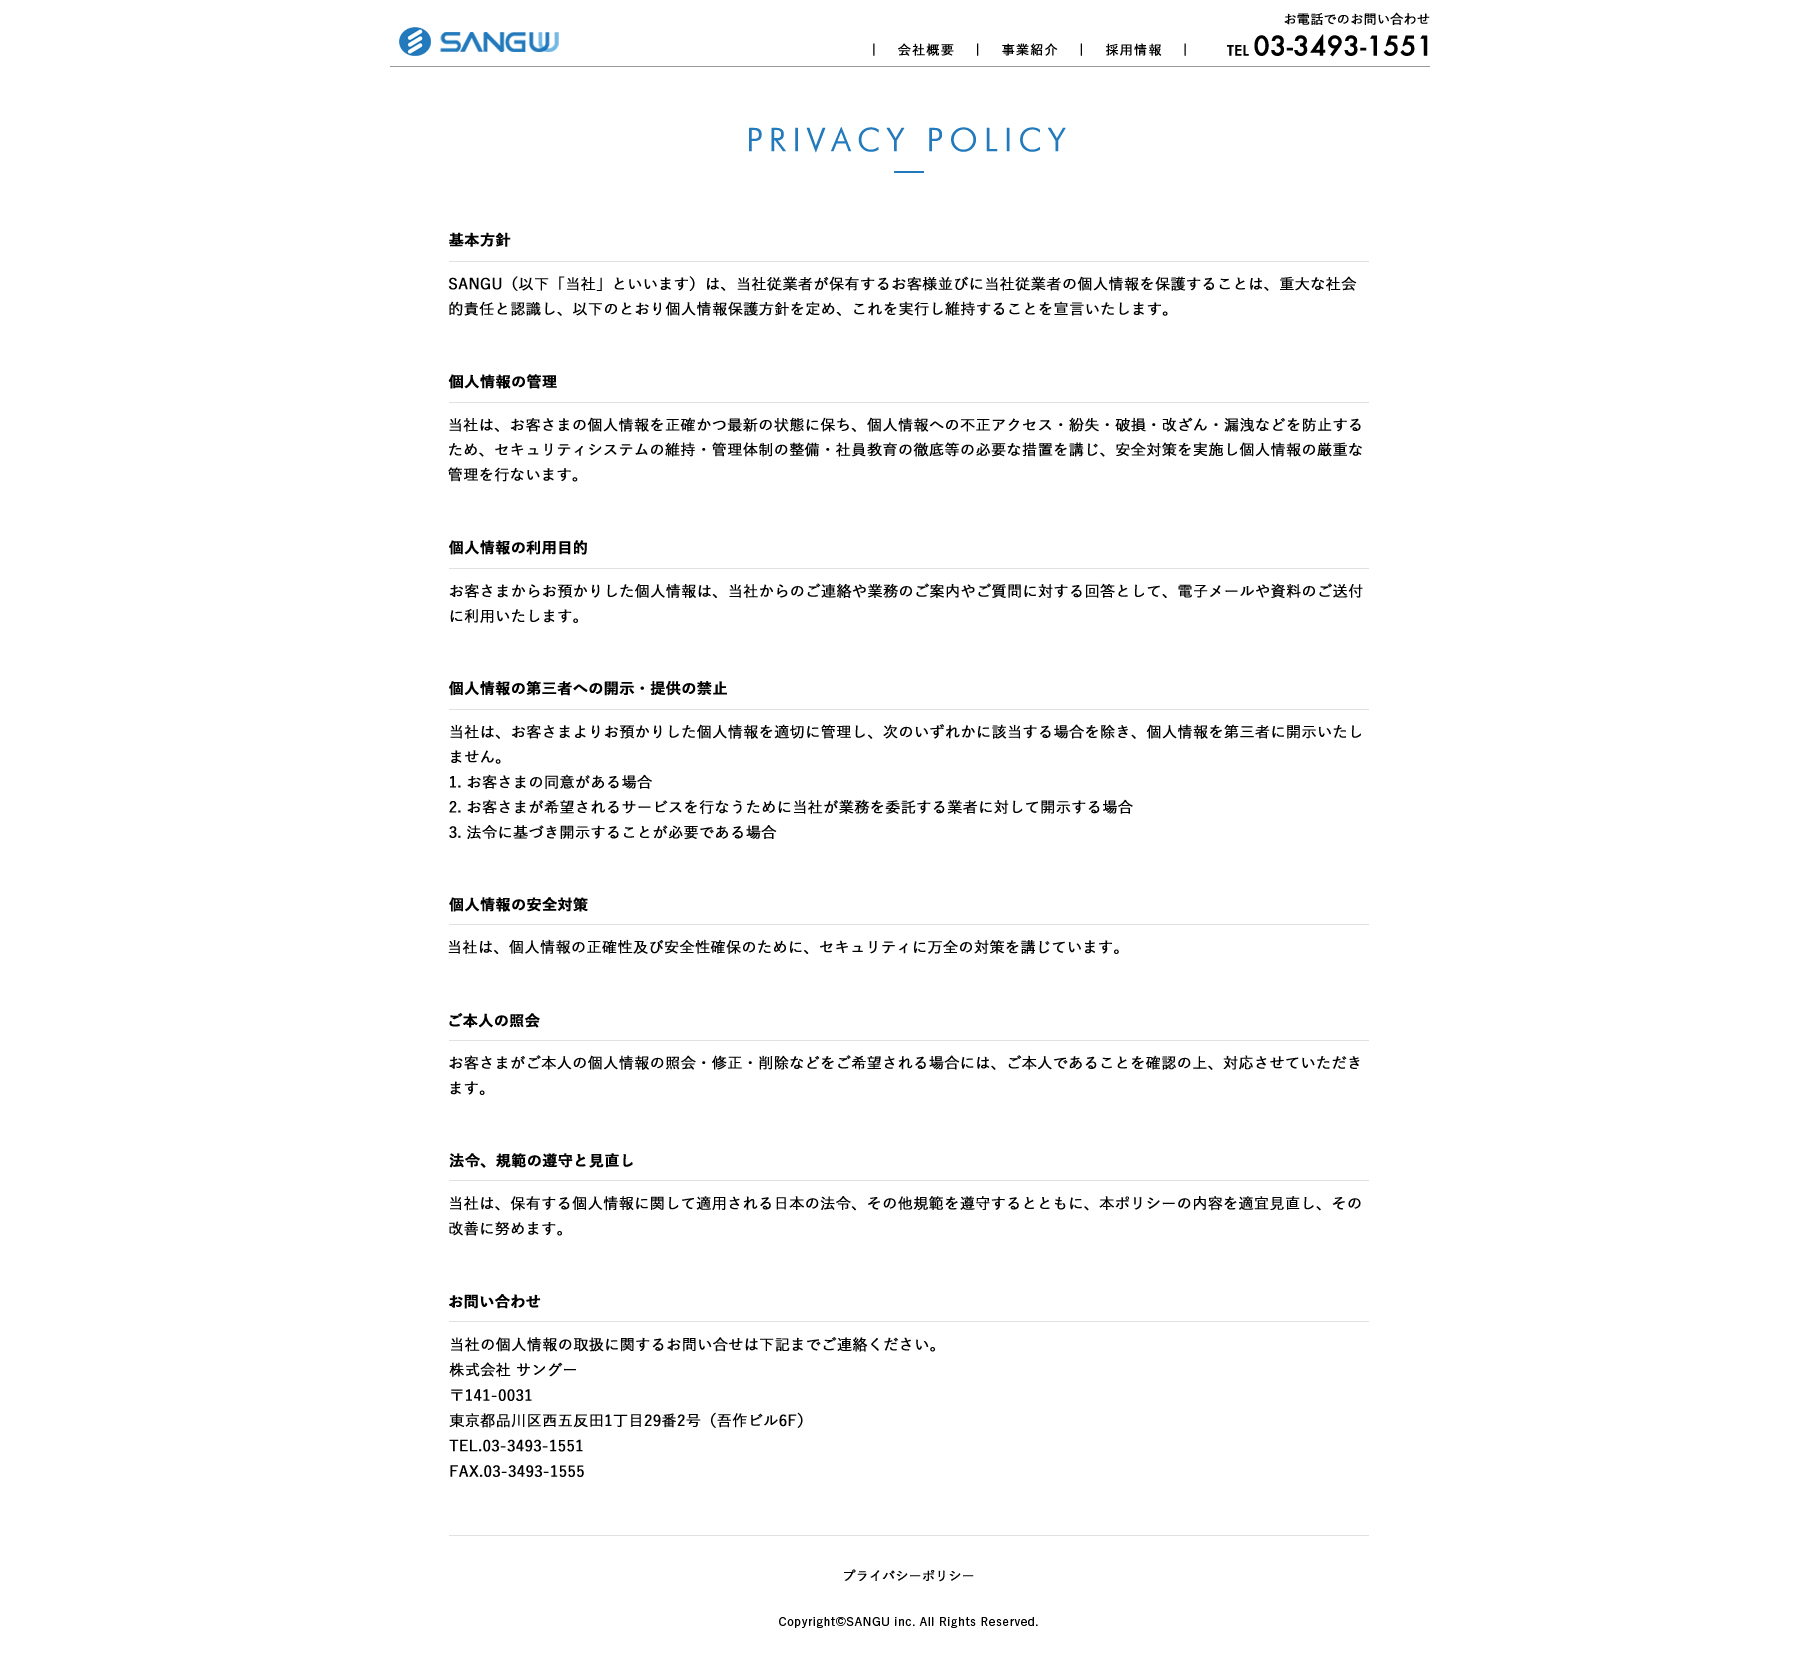 SANGU
| 会社概要 | 事業紹介 | 採用情報 |
お電話でのお問い合わせ
TEL 03-3493-1551
PRIVACY POLICY
基本方針
SANGU（以下「当社」といいます）は、当社従業者が保有するお客様並びに当社従業者の個人情報を保護することは、重大な社会
的責任と認識し、以下のとおり個人情報保護方針を定め、これを実行し維持することを宣言いたします。
個人情報の管理
当社は、お客さまの個人情報を正確かつ最新の状態に保ち、個人情報への不正アクセス・紛失・破損・改ざん・漏洩などを防止する
ため、セキュリティシステムの維持・管理体制の整備・社員教育の徹底等の必要な措置を講じ、安全対策を実施し個人情報の厳重な
管理を行ないます。
個人情報の利用目的
お客さまからお預かりした個人情報は、当社からのご連絡や業務のご案内やご質問に対する回答として、電子メールや資料のご送付
に利用いたします。
個人情報の第三者への開示・提供の禁止
当社は、お客さまよりお預かりした個人情報を適切に管理し、次のいずれかに該当する場合を除き、個人情報を第三者に開示いたし
ません。
1. お客さまの同意がある場合
2. お客さまが希望されるサービスを行なうために当社が業務を委託する業者に対して開示する場合
3. 法令に基づき開示することが必要である場合
個人情報の安全対策
当社は、個人情報の正確性及び安全性確保のために、セキュリティに万全の対策を講じています。
ご本人の照会
お客さまがご本人の個人情報の照会・修正・削除などをご希望される場合には、ご本人であることを確認の上、対応させていただき
ます。
法令、規範の遵守と見直し
当社は、保有する個人情報に関して適用される日本の法令、その他規範を遵守するとともに、本ポリシーの内容を適宜見直し、その
改善に努めます。
お問い合わせ
当社の個人情報の取扱に関するお問い合せは下記までご連絡ください。
株式会社 サングー
〒141-0031
東京都品川区西五反田1丁目29番2号（吾作ビル6F）
TEL.03-3493-1551
FAX.03-3493-1555
プライバシーポリシー
Copyright©SANGU inc. All Rights Reserved.